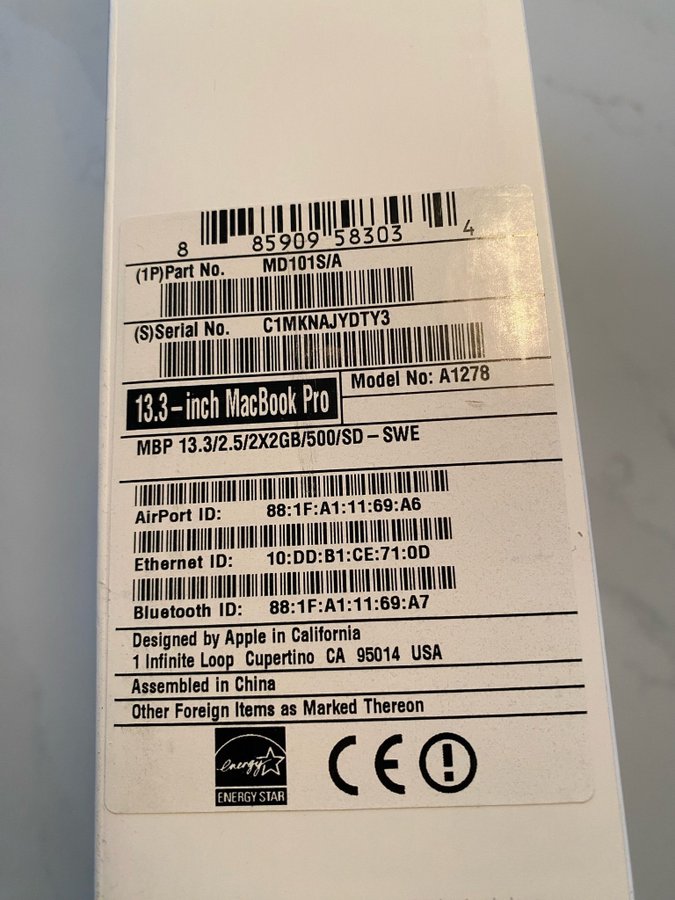 8 85909 58303 4
(1P)Part No. MD101S/A
(S)Serial No. C1MKNAJYDTY3
13.3-inch MacBook Pro
Model No: A1278
MBP 13.3/2.5/2X2GB/500/SD-SWE
AirPort ID: 88:1F:A1:11:69:A6
Ethernet ID: 10:DD:B1:CE:71:0D
Bluetooth ID: 88:1F:A1:11:69:A7
Designed by Apple in California
1 Infinite Loop Cupertino CA 95014 USA
Assembled in China
Other Foreign Items as Marked Thereon
energy
ENERGY STAR
CE